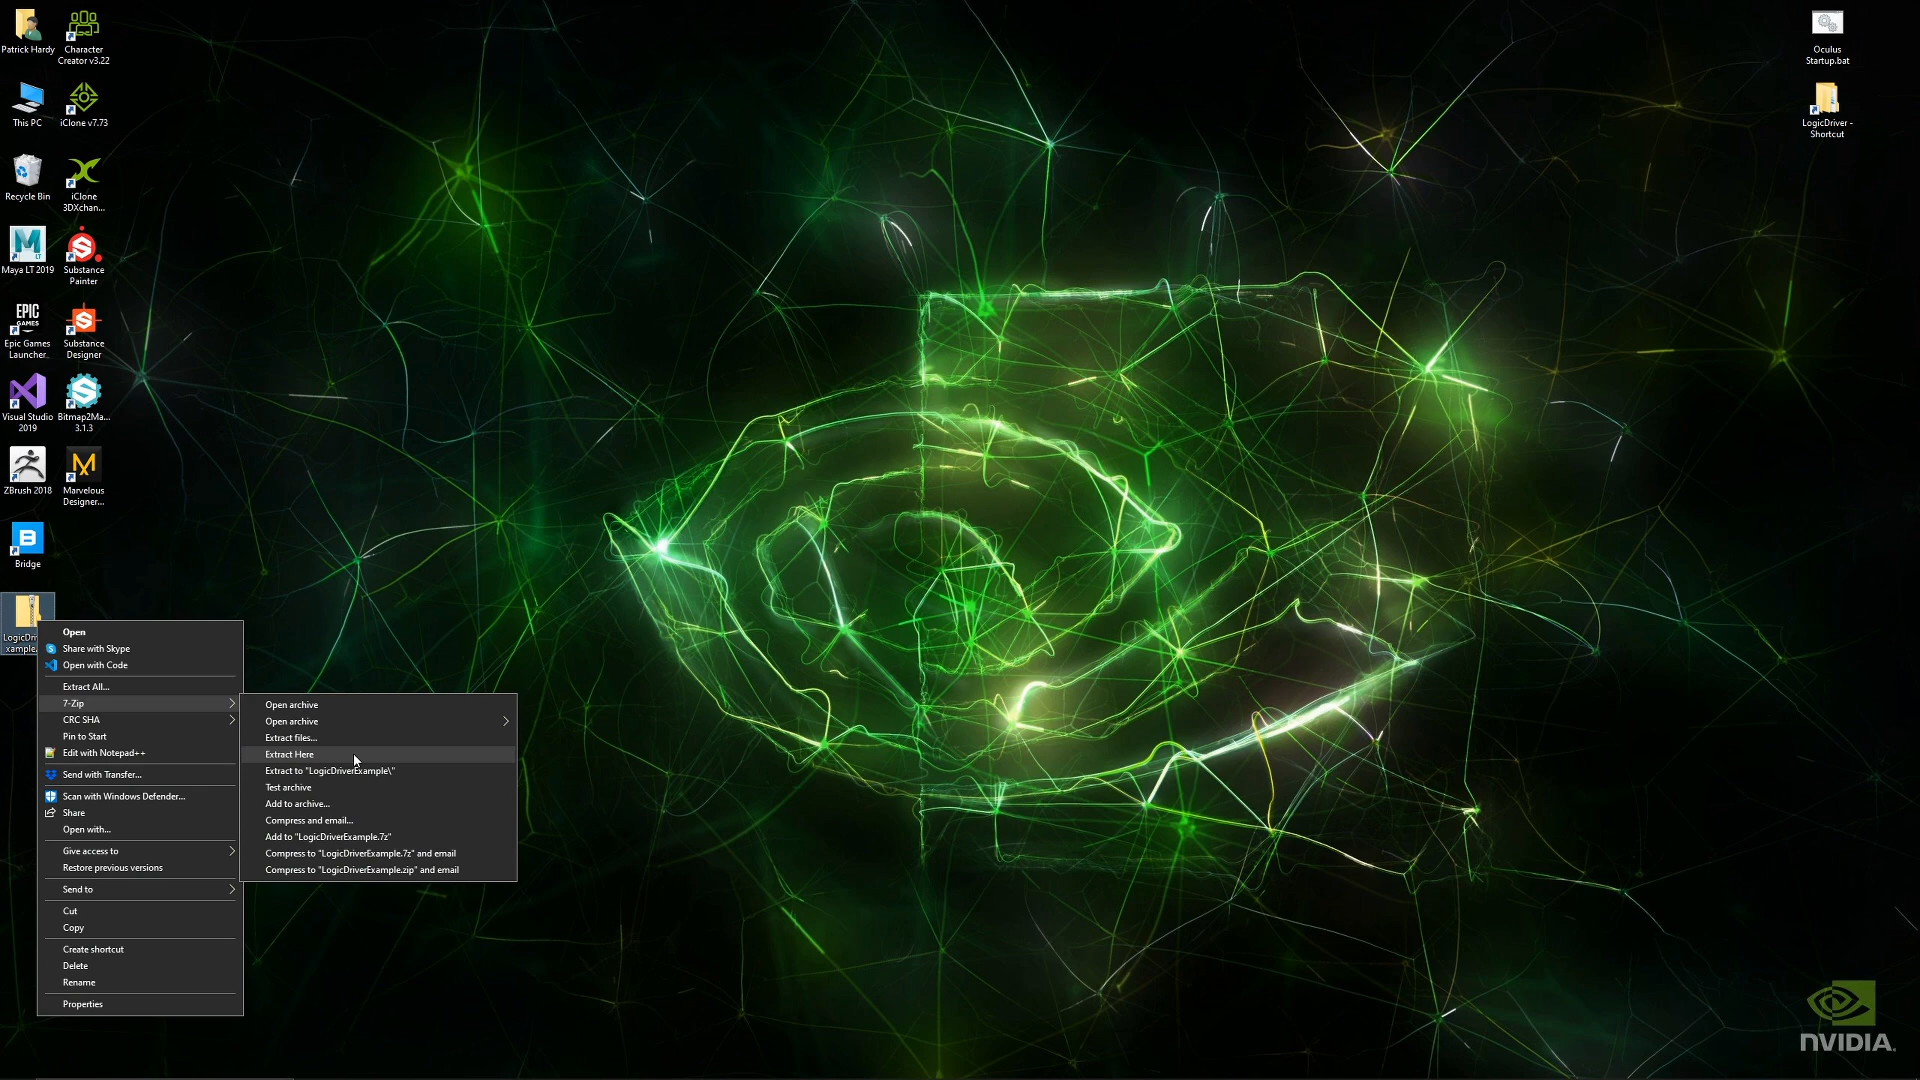 Patrick Hardy
Character
Creator v3.22
This PC
iClone v7.73
Recycle Bin
iClone
3DXchan...
Maya LT 2019
Substance
Painter
EPIC
GAMES
Epic Games
Launcher
Substance
Designer
Visual Studio
2019
Bitmap2Ma...
3.1.3
ZBrush 2018
Marvelous
Designer...
Bridge
Oculus
Startup.bat
LogicDriver -
Shortcut
Open
Share with Skype
Open with Code
Extract All...
7-Zip
CRC SHA
Pin to Start
Edit with Notepad++
Send with Transfer...
Scan with Windows Defender...
Share
Open with...
Give access to
Restore previous versions
Send to
Cut
Copy
Create shortcut
Delete
Rename
Properties
Open archive
Open archive
Extract files...
Extract Here
Extract to "LogicDriverExample\"
Test archive
Add to archive...
Compress and email...
Add to "LogicDriverExample.7z"
Compress to "LogicDriverExample.7z" and email
Compress to "LogicDriverExample.zip" and email
NVIDIA.